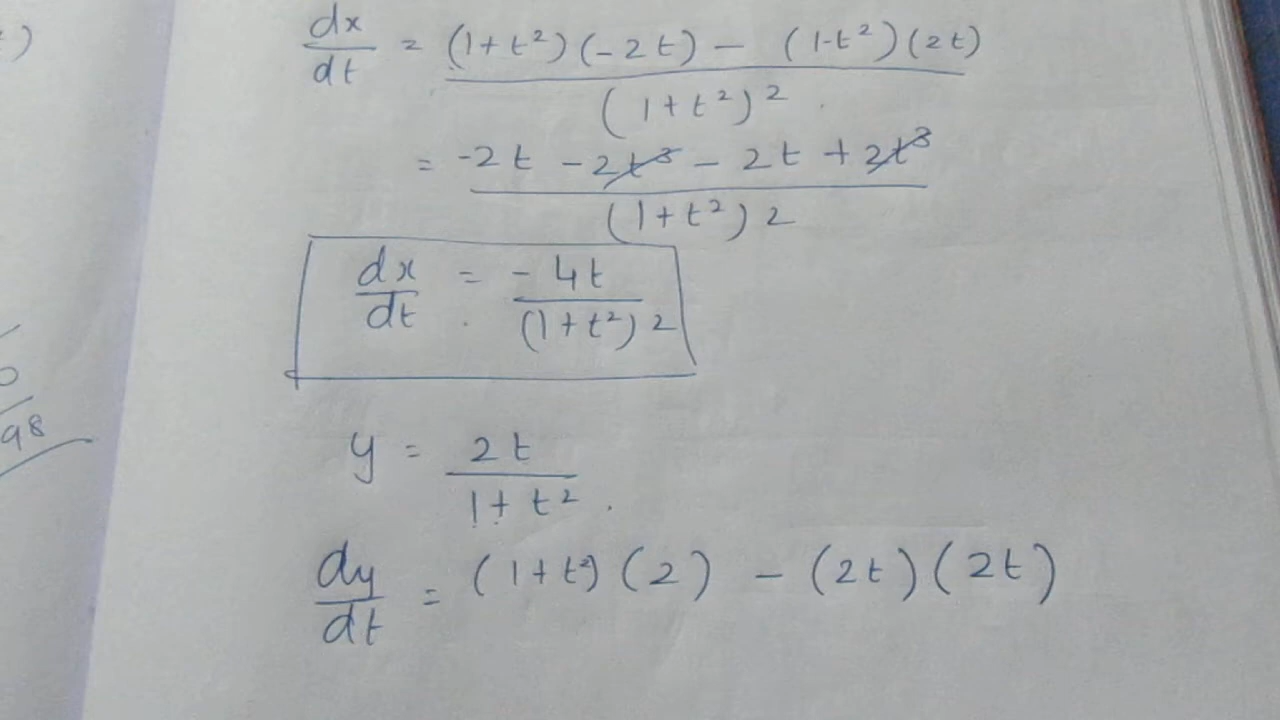 )
dx/dt = (1+t²)(-2t) - (1-t²)(2t)
(1+t²)2
= -2t - 2t³ - 2t + 2t³
(1+t²)2
dx/dt = -4t/(1+t²)2
98
y = 2t/1+t².
dy/dt = (1+t²)(2) - (2t)(2t)